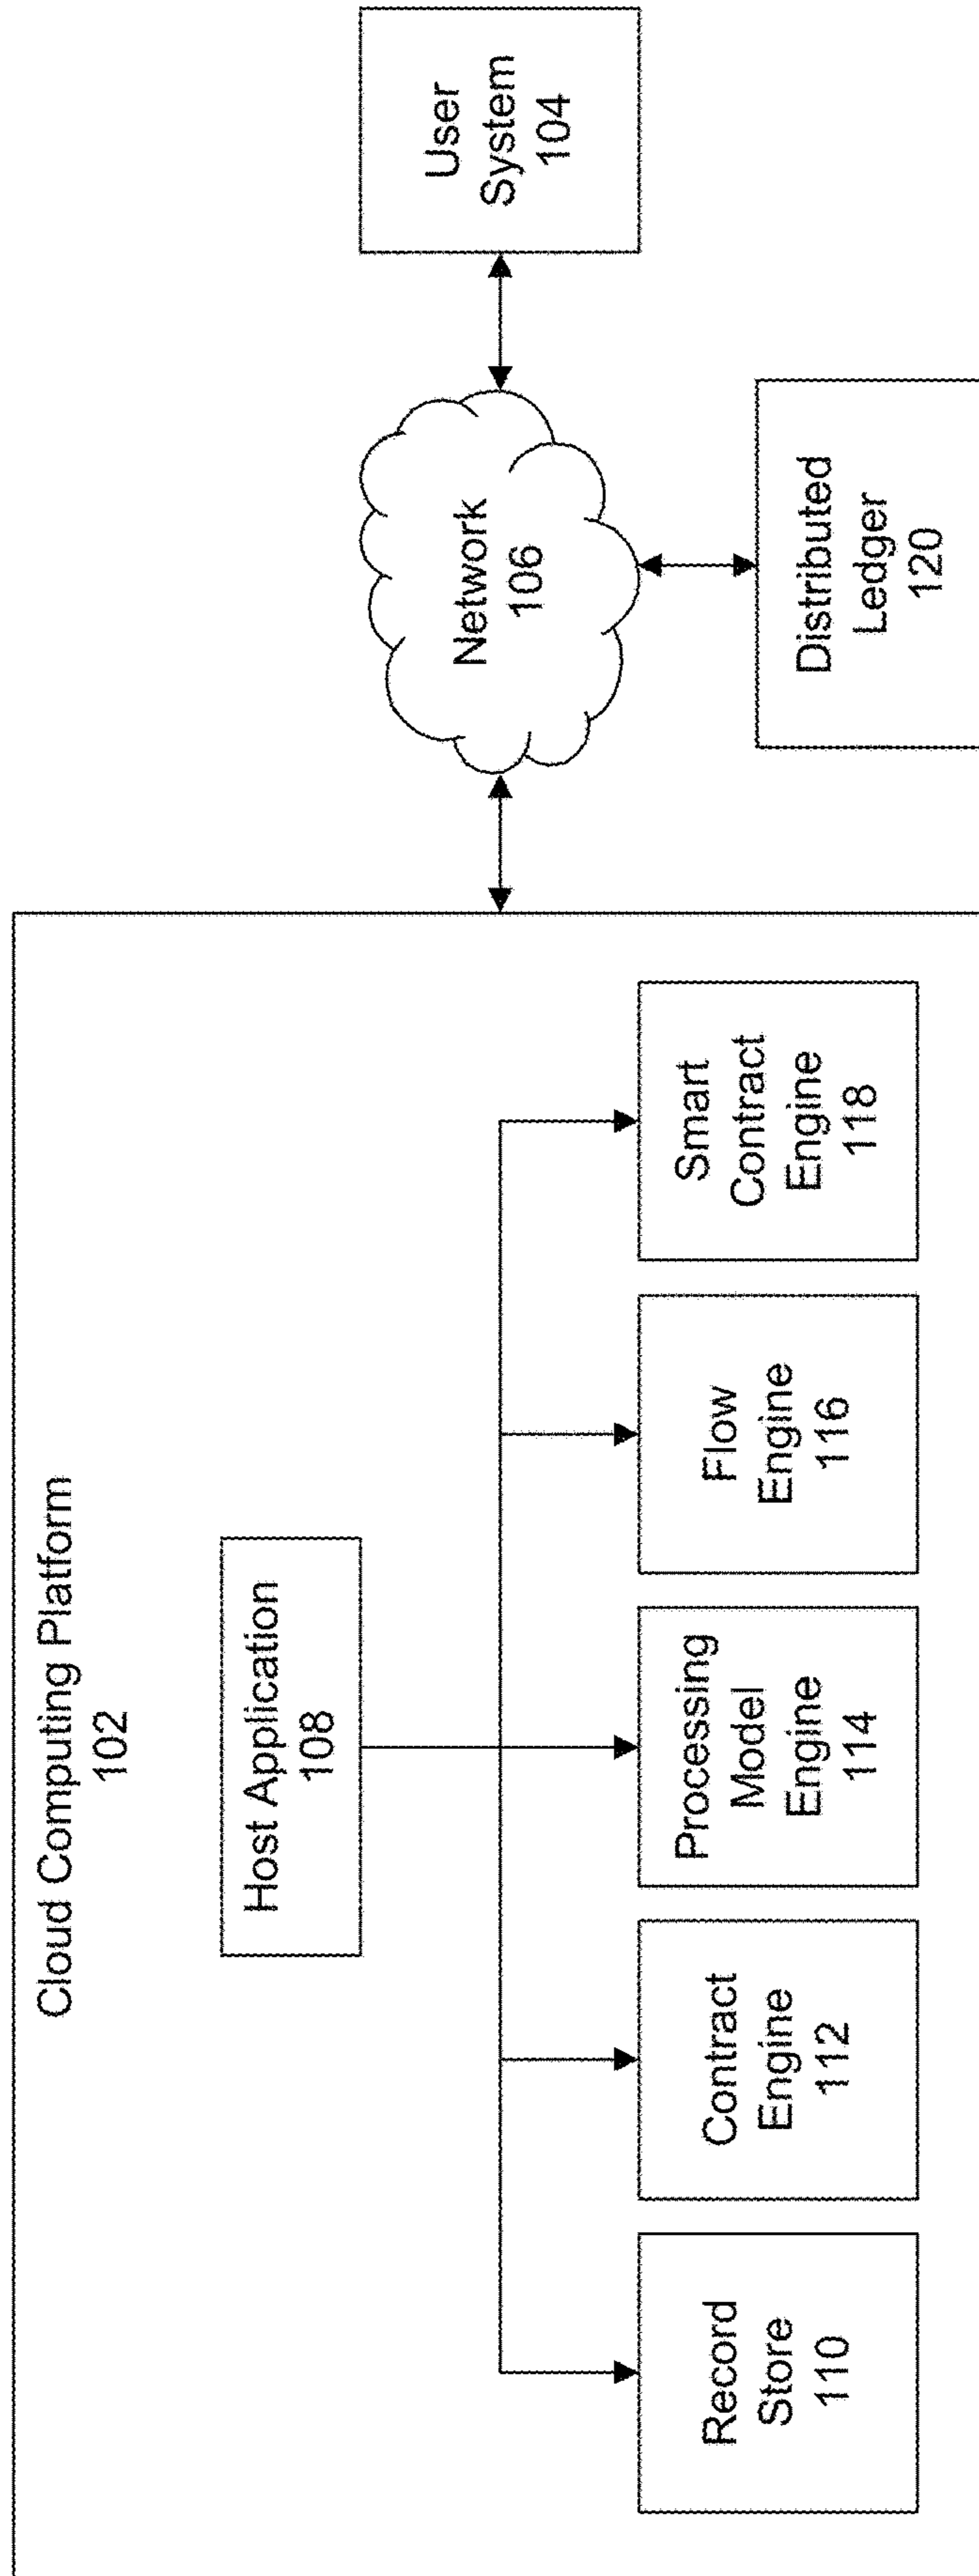 Cloud Computing Platform
102
Host Application
108
Record
Store
110
Contract
Engine
112
Processing
Model
Engine
114
Flow
Engine
116
Smart
Contract
Engine
118
Network
106
User
System
104
Distributed
Ledger
120